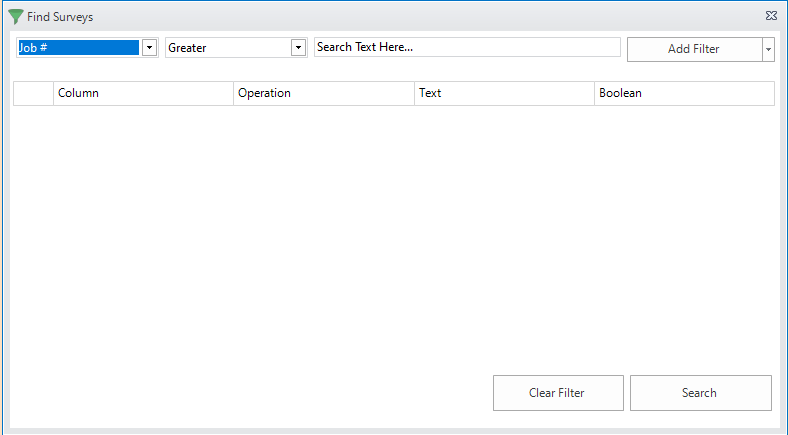 Find Surveys
Job # Greater Search Text Here... Add Filter
Column Operation Text Boolean
Clear Filter Search